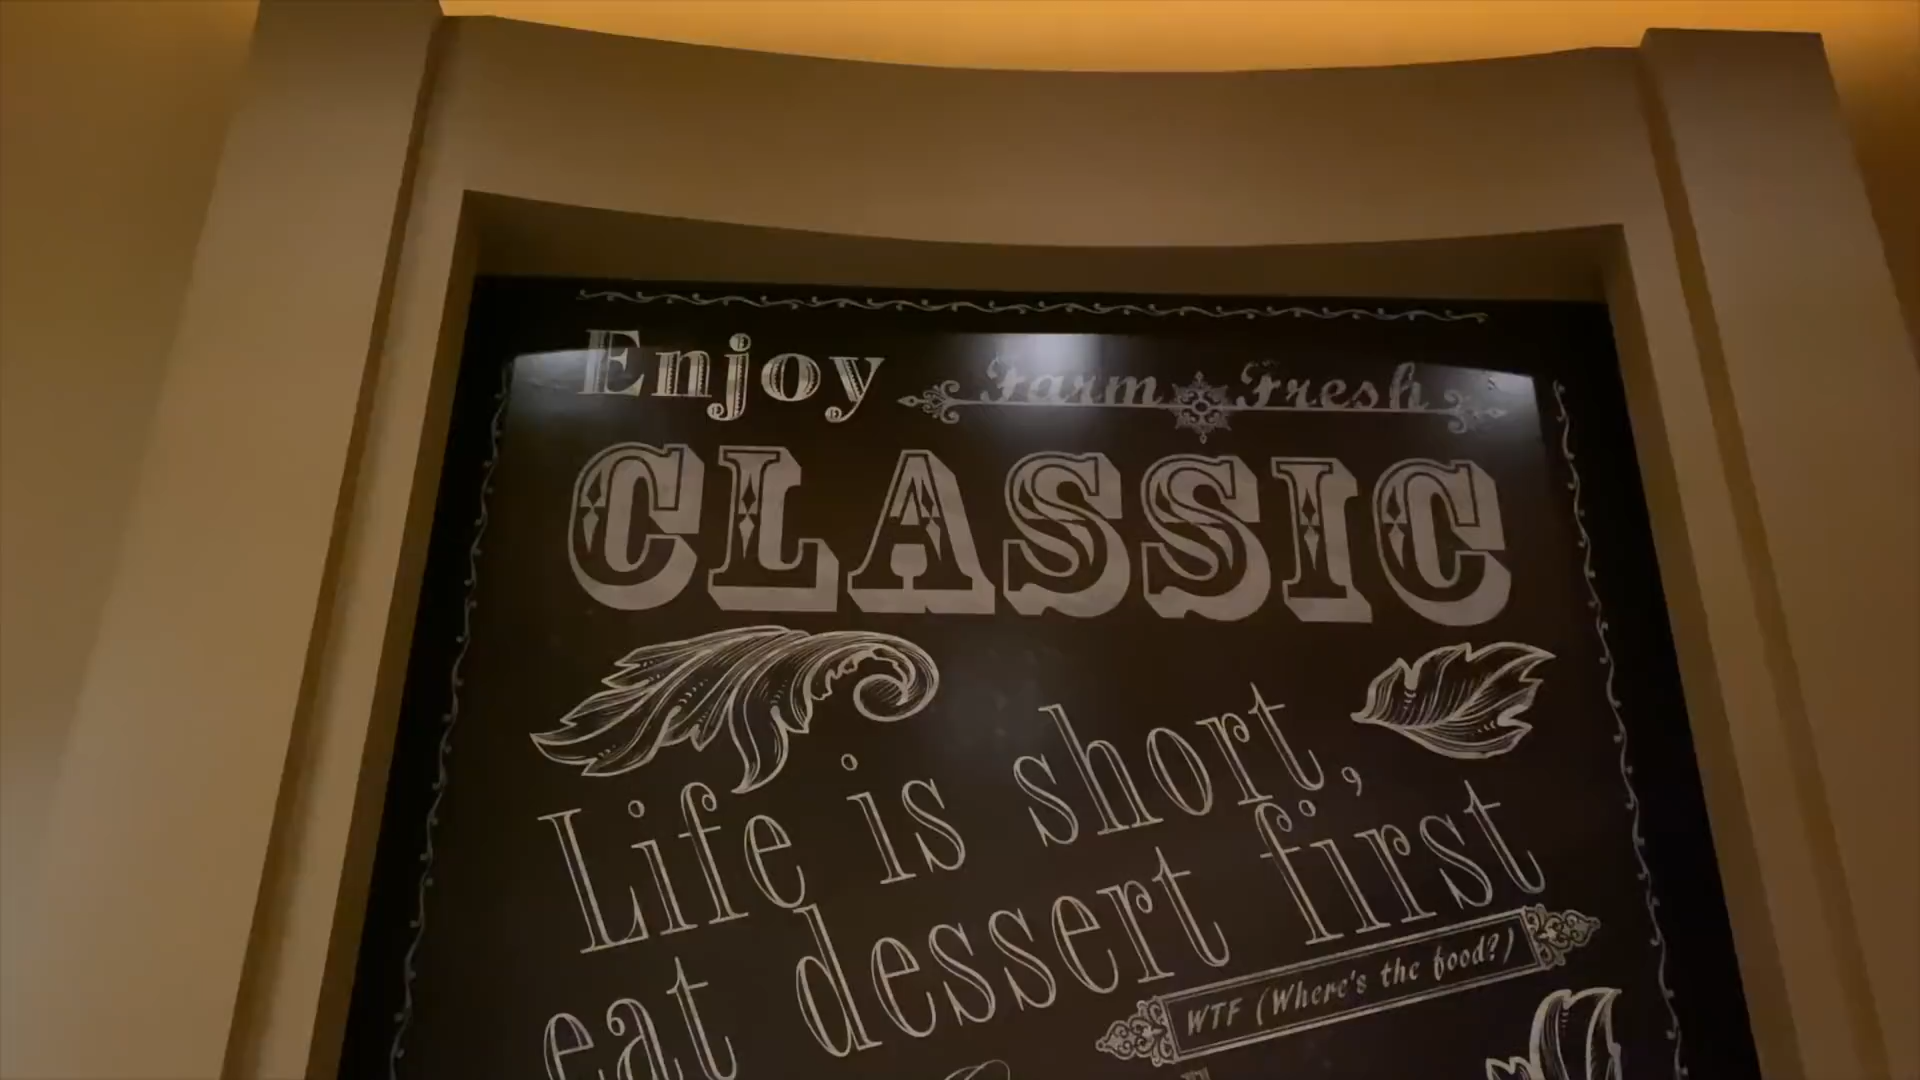 Enjoy Farm Fresh
CLASSIC
Life is short,
eat dessert first
WTF (Where's the food?)